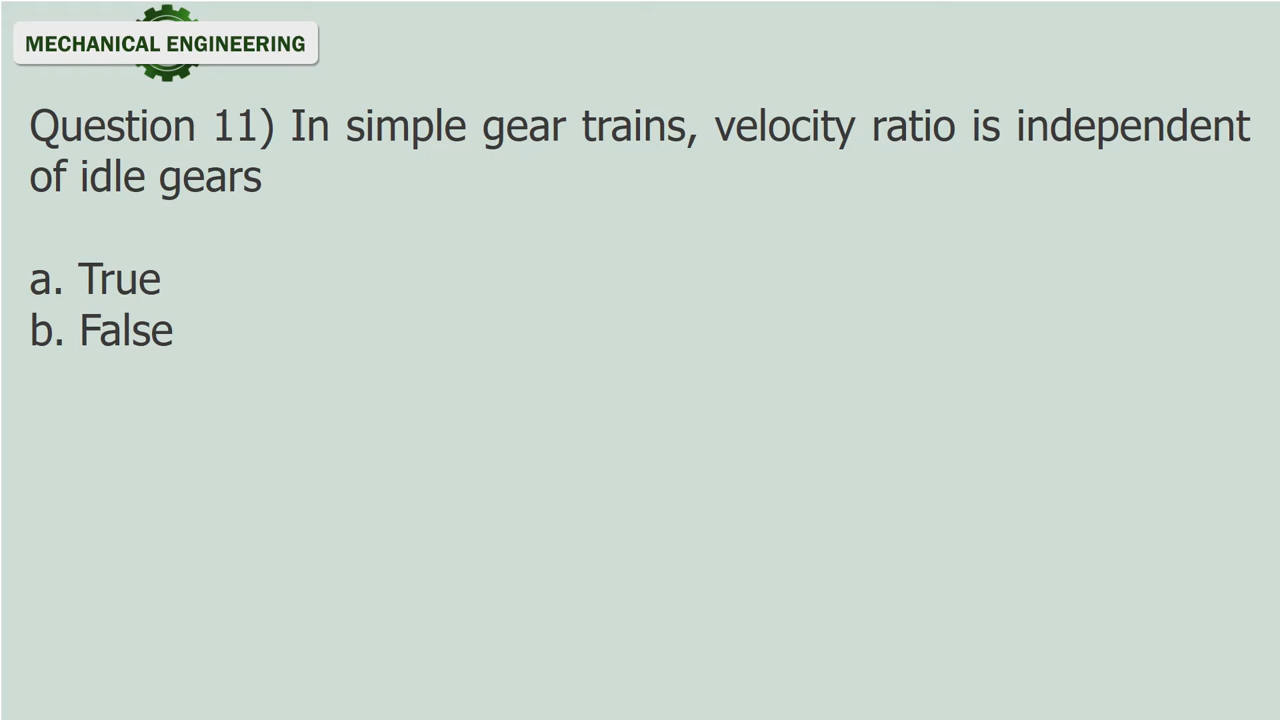 MECHANICAL ENGINEERING
Question 11) In simple gear trains, velocity ratio is independent
of idle gears
a. True
b. False